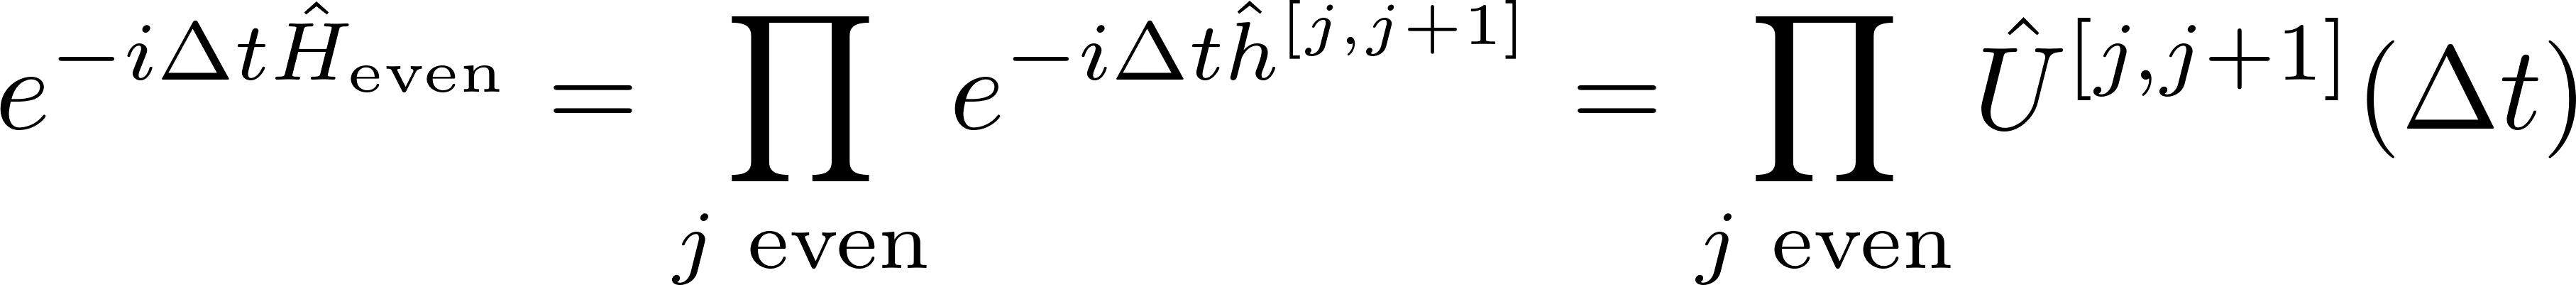 $e^{-i\Delta t\hat{H}_{\text{even}}} = \prod_{j \text{ even}} e^{-i\Delta t\hat{h}^{[j,j+1]}} = \prod_{j \text{ even}} \hat{U}^{[j,j+1]}(\Delta t)$